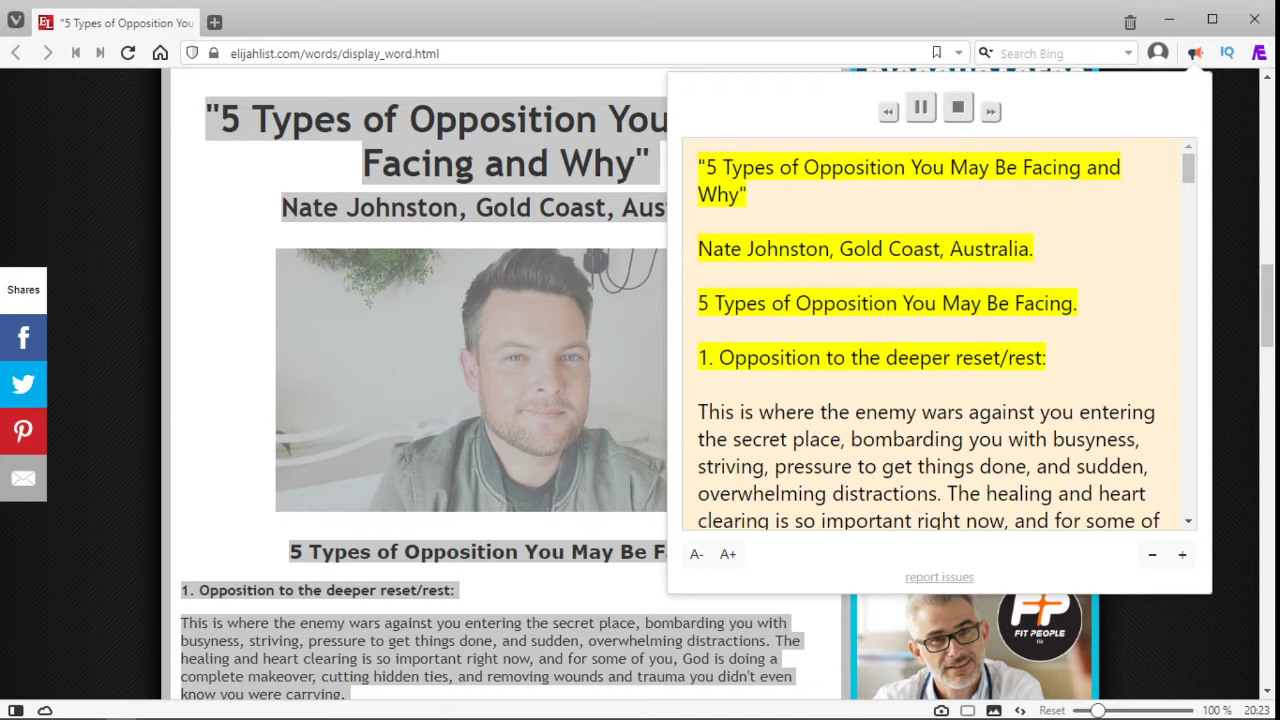 "5 Types of Opposition You
elijahlist.com/words/display_word.html
Search Bing
IQ
"5 Types of Opposition You
Facing and Why"
Nate Johnston, Gold Coast, Aus
Shares
5 Types of Opposition You May Be F
1. Opposition to the deeper reset/rest:
This is where the enemy wars against you entering the secret place, bombarding you with
busyness, striving, pressure to get things done, and sudden, overwhelming distractions. The
healing and heart clearing is so important right now, and for some of you, God is doing a
complete makeover, cutting hidden ties, and removing wounds and trauma you didn't even
know you were carrying.
"5 Types of Opposition You May Be Facing and
Why"
Nate Johnston, Gold Coast, Australia.
5 Types of Opposition You May Be Facing.
1. Opposition to the deeper reset/rest:
This is where the enemy wars against you entering
the secret place, bombarding you with busyness,
striving, pressure to get things done, and sudden,
overwhelming distractions. The healing and heart
clearing is so important right now, and for some of
A- A+
− +
report issues
FIT PEOPLE
Reset
100 %
20:23